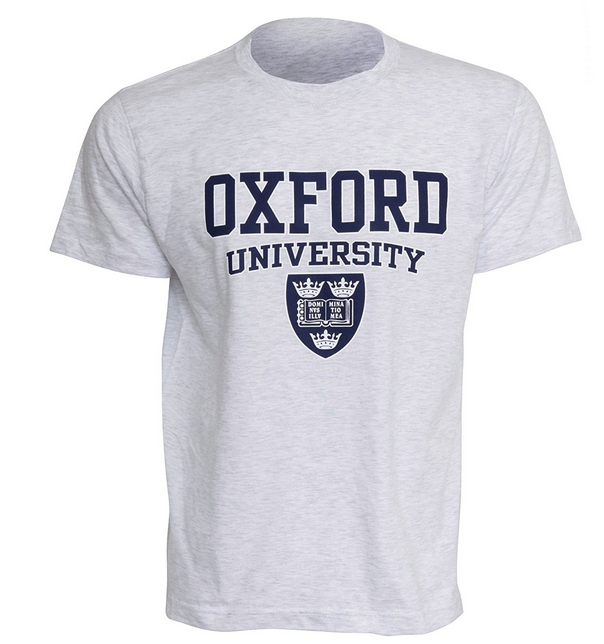 OXFORD
UNIVERSITY
DOMI MINA
NVS TIO
ILLV MEA